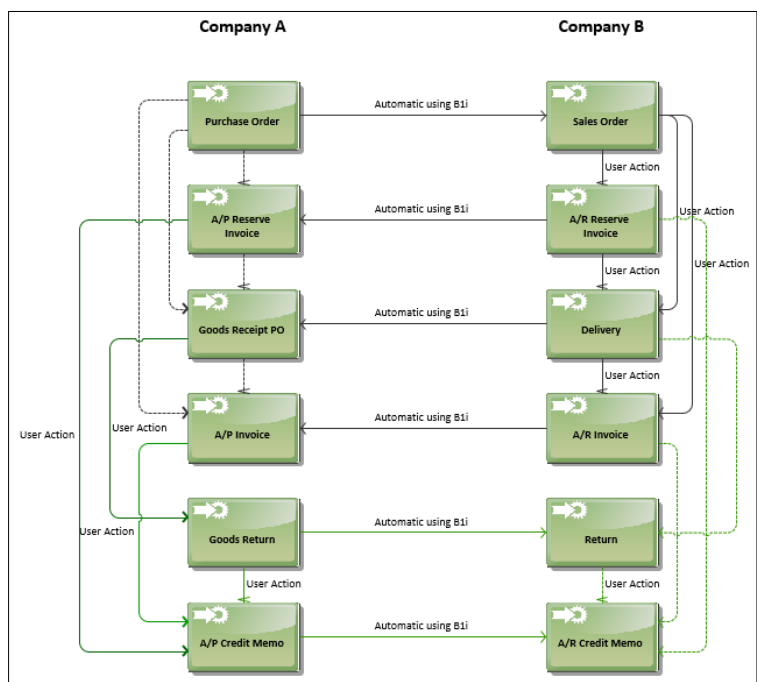 Company A
Company B
Automatic using B1i
Purchase Order
Sales Order
User Action
A/P Reserve
Invoice
Automatic using B1i
A/R Reserve
Invoice
User Action
User Action
User Action
Automatic using B1i
Goods Receipt PO
Delivery
User Action
Automatic using B1i
User Action
User Action
A/P Invoice
A/R Invoice
Automatic using B1i
User Action
Goods Return
Return
User Action
User Action
Automatic using B1i
A/P Credit Memo
A/R Credit Memo